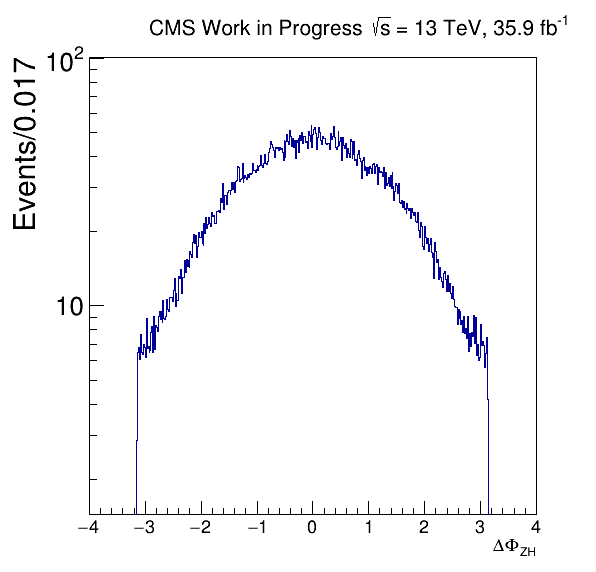 CMS Work in Progress √s = 13 TeV, 35.9 fb⁻¹
Events/0.017
10²
10
−4 −3 −2 −1 0 1 2 3 4
ΔΦ_ZH